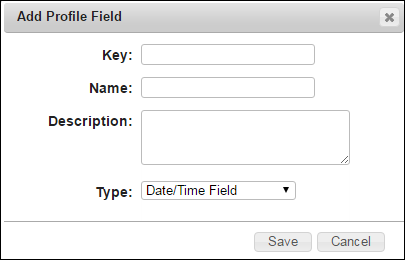 Add Profile Field
Key:
Name:
Description:
Type: Date/Time Field
Save Cancel